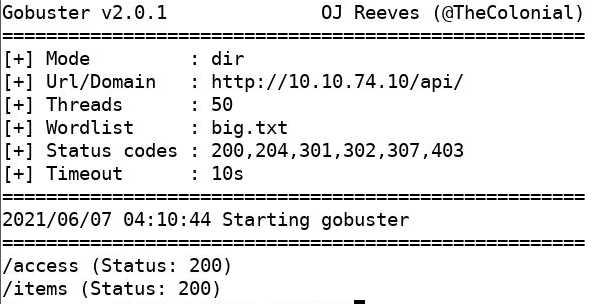 Gobuster v2.0.1 OJ Reeves (@TheColonial)
=====================================================
[+] Mode : dir
[+] Url/Domain : http://10.10.74.10/api/
[+] Threads : 50
[+] Wordlist : big.txt
[+] Status codes : 200,204,301,302,307,403
[+] Timeout : 10s
=====================================================
2021/06/07 04:10:44 Starting gobuster
=====================================================
/access (Status: 200)
/items (Status: 200)